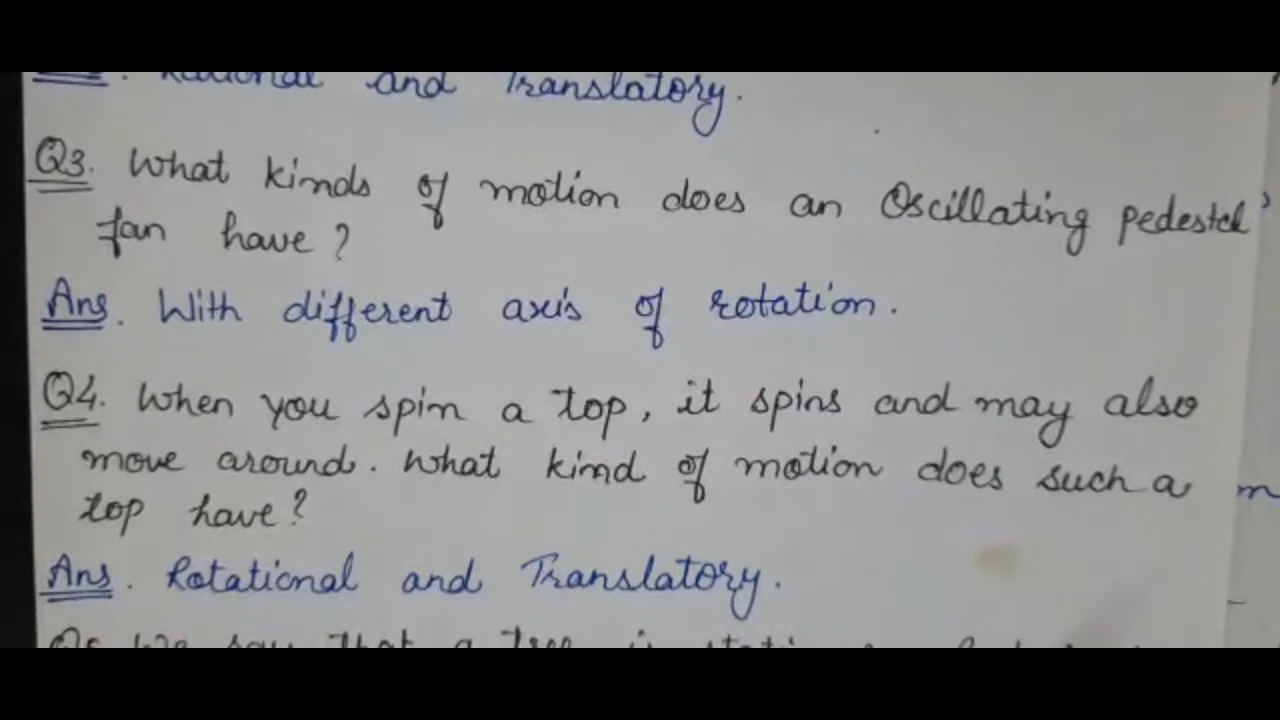 and Translatory.
Q3. What kinds of motion does an Oscillating pedestal
fan have?
Ans. With different axis of rotation.
Q4. When you spin a top, it spins and may also
move around. What kind of motion does such a
top have?
Ans. Rotational and Translatory.